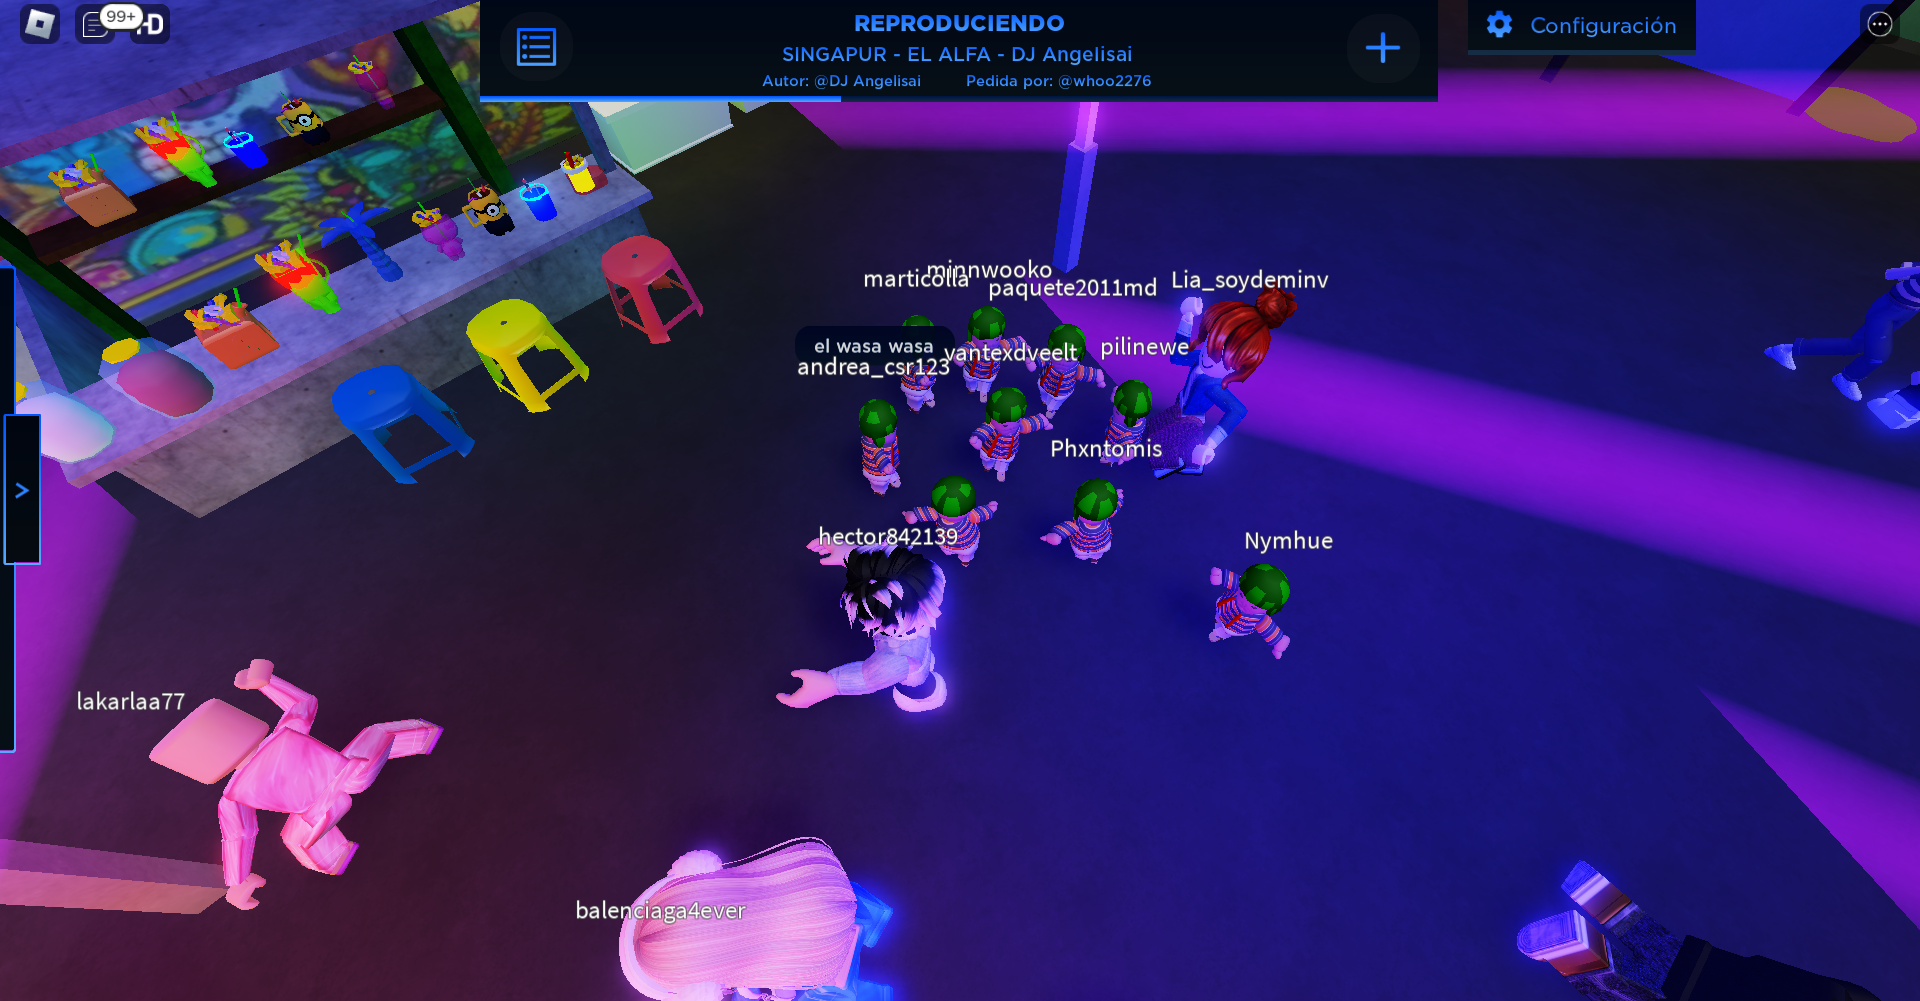 99+
REPRODUCIENDO
SINGAPUR - EL ALFA - DJ Angelisai
Autor: @DJ Angelisai Pedida por: @whoo2276
Configuración
minnwooko
marticolla
paquete2011md
Lia_soydeminv
el wasa wasa
vantexdveelt
pilinewe
andrea_csr123
Phxntomis
hector842139
Nymhue
lakarlaa77
balenciaga4ever